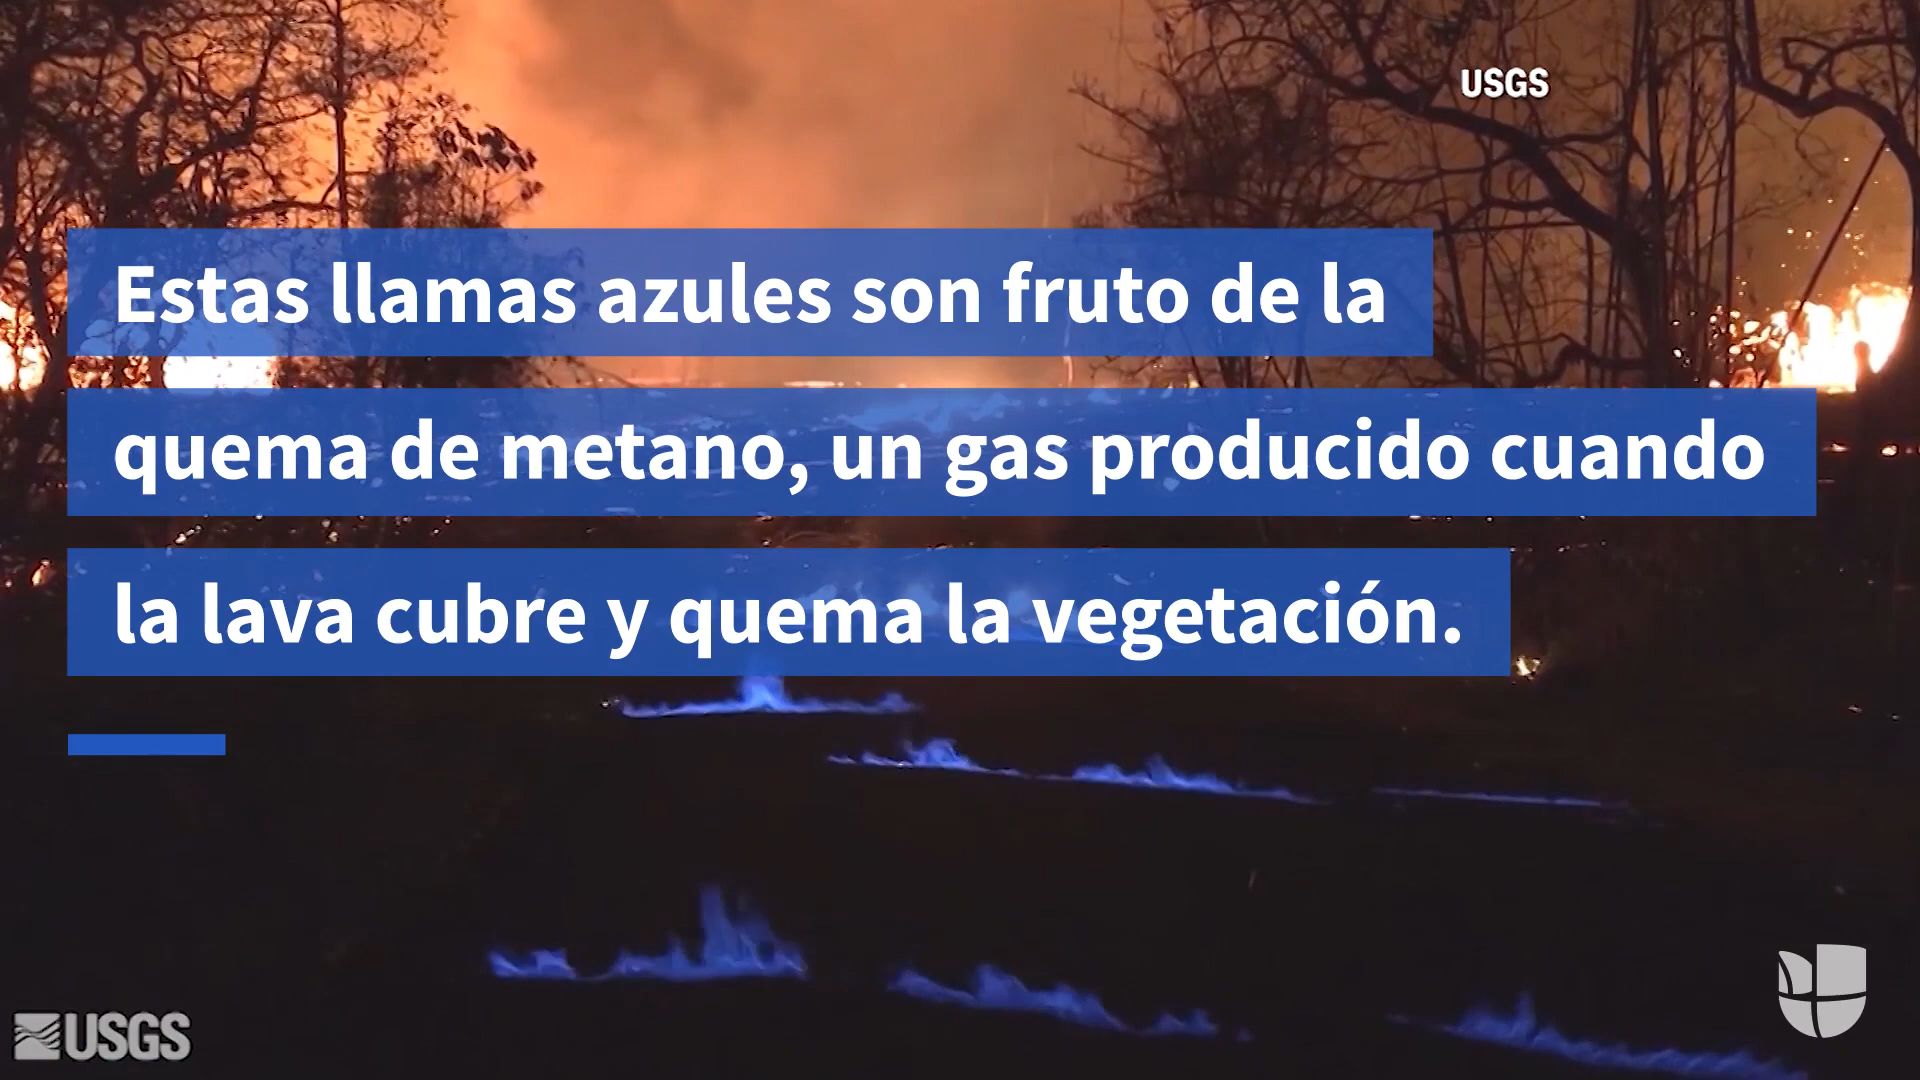 USGS
Estas llamas azules son fruto de la
quema de metano, un gas producido cuando
la lava cubre y quema la vegetación.
USGS